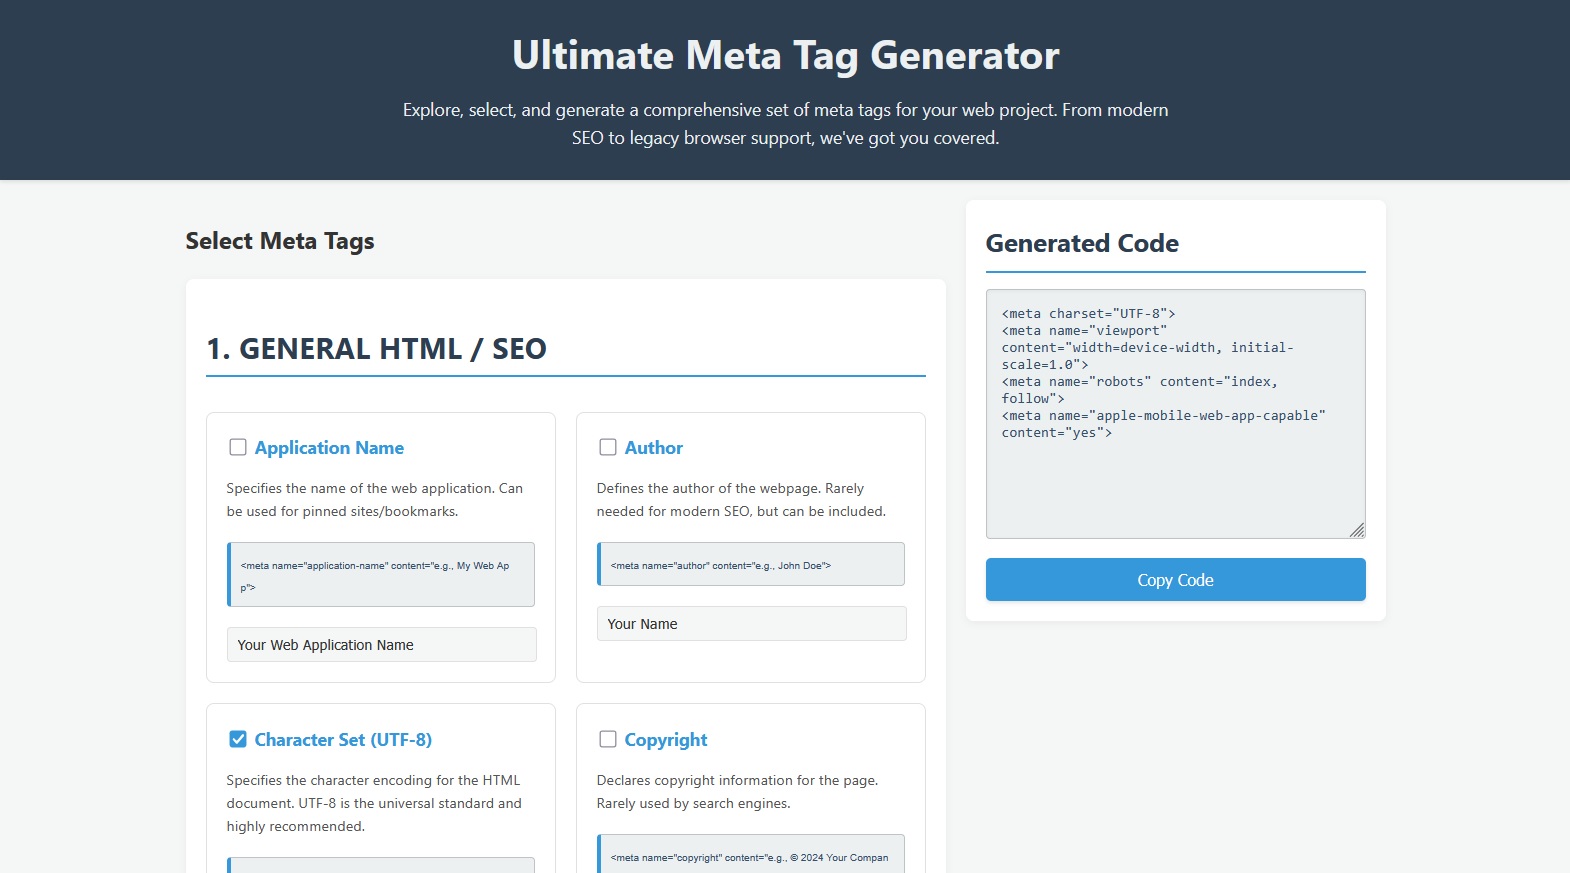 Ultimate Meta Tag Generator
Explore, select, and generate a comprehensive set of meta tags for your web project. From modern
SEO to legacy browser support, we've got you covered.
Select Meta Tags
1. GENERAL HTML / SEO
Application Name
Specifies the name of the web application. Can
be used for pinned sites/bookmarks.
<meta name="application-name" content="e.g., My Web Ap
p">
Your Web Application Name
Author
Defines the author of the webpage. Rarely
needed for modern SEO, but can be included.
<meta name="author" content="e.g., John Doe">
Your Name
Character Set (UTF-8)
Specifies the character encoding for the HTML
document. UTF-8 is the universal standard and
highly recommended.
Copyright
Declares copyright information for the page.
Rarely used by search engines.
<meta name="copyright" content="e.g., © 2024 Your Compan
Generated Code
<meta charset="UTF-8">
<meta name="viewport"
content="width=device-width, initial-
scale=1.0">
<meta name="robots" content="index,
follow">
<meta name="apple-mobile-web-app-capable"
content="yes">
Copy Code